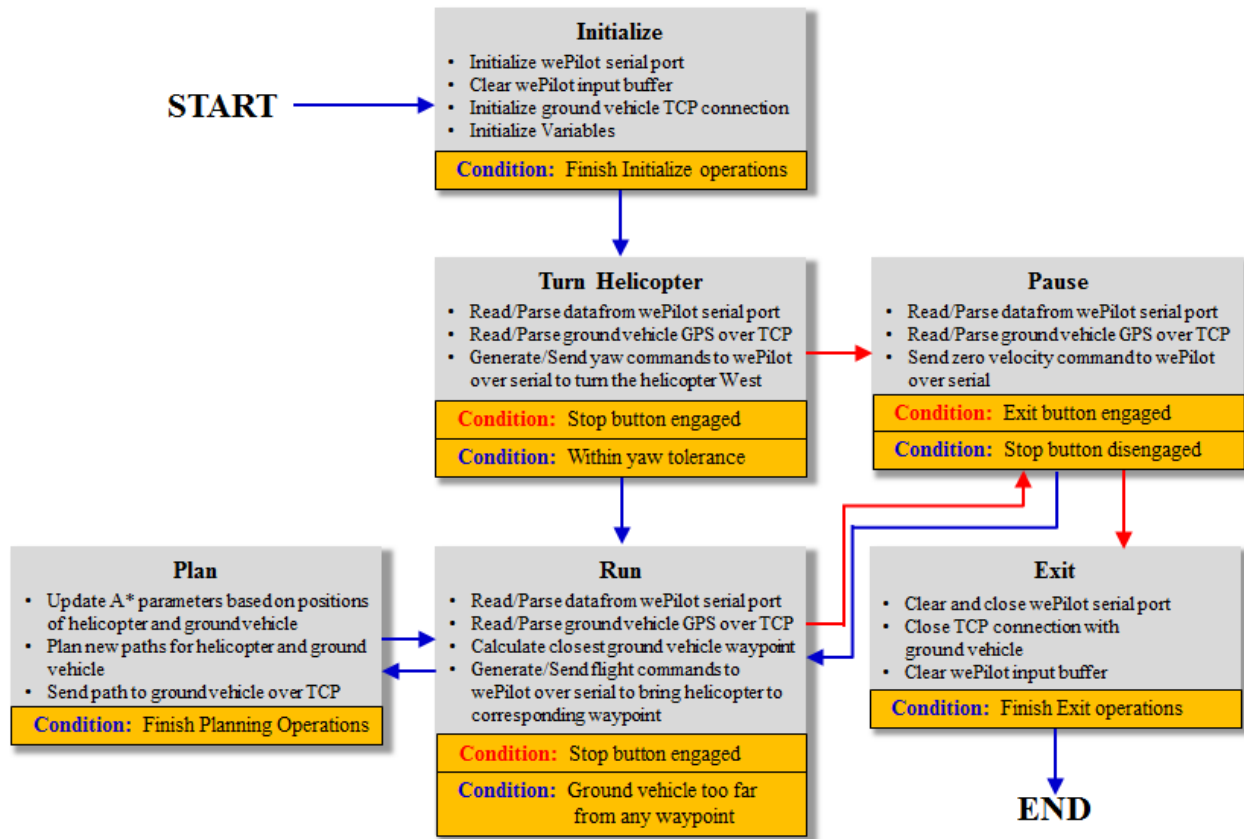 Initialize
• Initialize wePilot serial port
• Clear wePilot input buffer
• Initialize ground vehicle TCP connection
• Initialize Variables
Condition: Finish Initialize operations
START
Turn Helicopter
• Read/Parse data from wePilot serial port
• Read/Parse ground vehicle GPS over TCP
• Generate/Send yaw commands to wePilot
over serial to turn the helicopter West
Condition: Stop button engaged
Condition: Within yaw tolerance
Pause
• Read/Parse data from wePilot serial port
• Read/Parse ground vehicle GPS over TCP
• Send zero velocity command to wePilot
over serial
Condition: Exit button engaged
Condition: Stop button disengaged
Plan
• Update A* parameters based on positions
of helicopter and ground vehicle
• Plan new paths for helicopter and ground
vehicle
• Send path to ground vehicle over TCP
Condition: Finish Planning Operations
Run
• Read/Parse data from wePilot serial port
• Read/Parse ground vehicle GPS over TCP
• Calculate closest ground vehicle waypoint
• Generate/Send flight commands to
wePilot over serial to bring helicopter to
corresponding waypoint
Condition: Stop button engaged
Condition: Ground vehicle too far
from any waypoint
Exit
• Clear and close wePilot serial port
• Close TCP connection with
ground vehicle
• Clear wePilot input buffer
Condition: Finish Exit operations
END